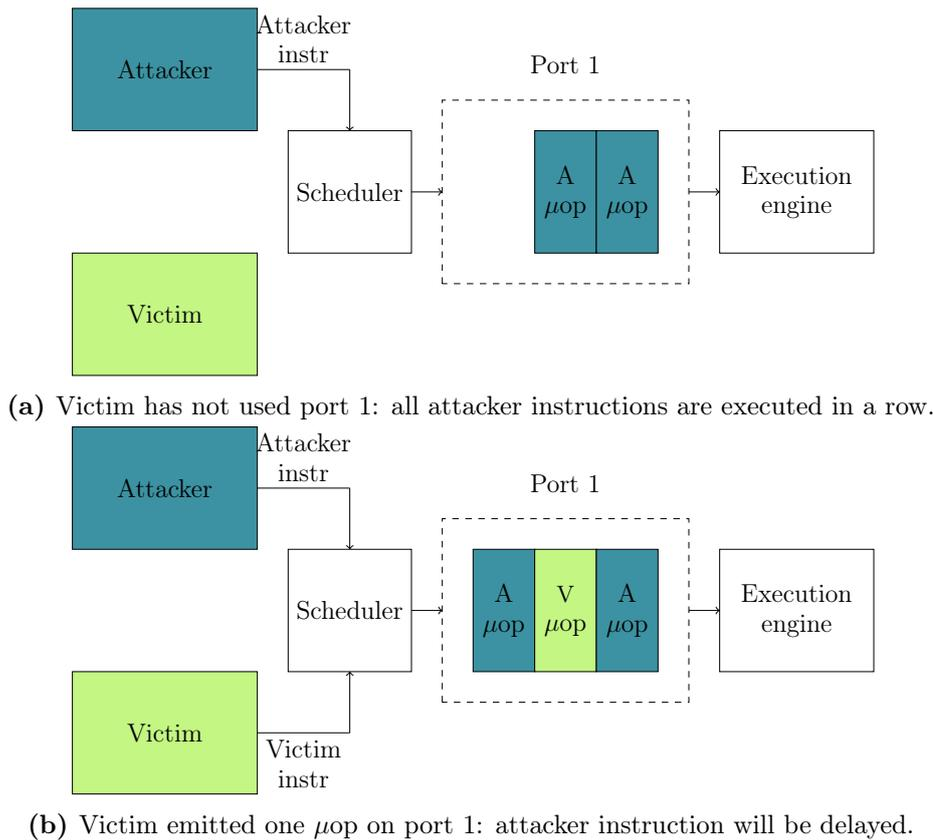 Attacker
Attacker
instr
Port 1
Scheduler
A
μop
A
μop
Execution
engine
Victim
(a) Victim has not used port 1: all attacker instructions are executed in a row.
Attacker
Attacker
instr
Port 1
Scheduler
A
μop
V
μop
A
μop
Execution
engine
Victim
Victim
instr
(b) Victim emitted one μop on port 1: attacker instruction will be delayed.